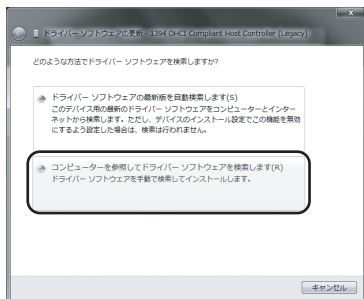 ドライバー ソフトウェアの更新 - 1394 OHCI Compliant Host Controller (Legacy)
どのような方法でドライバー ソフトウェアを検索しますか?
ドライバー ソフトウェアの最新版を自動検索します(S)
このデバイス用の最新のドライバー ソフトウェアをコンピューターとインター
ネットから検索します。ただし、デバイスのインストール設定でこの機能を無効
にするよう設定した場合は、検索は行われません。
コンピューターを参照してドライバー ソフトウェアを検索します(R)
ドライバー ソフトウェアを手動で検索してインストールします。
キャンセル